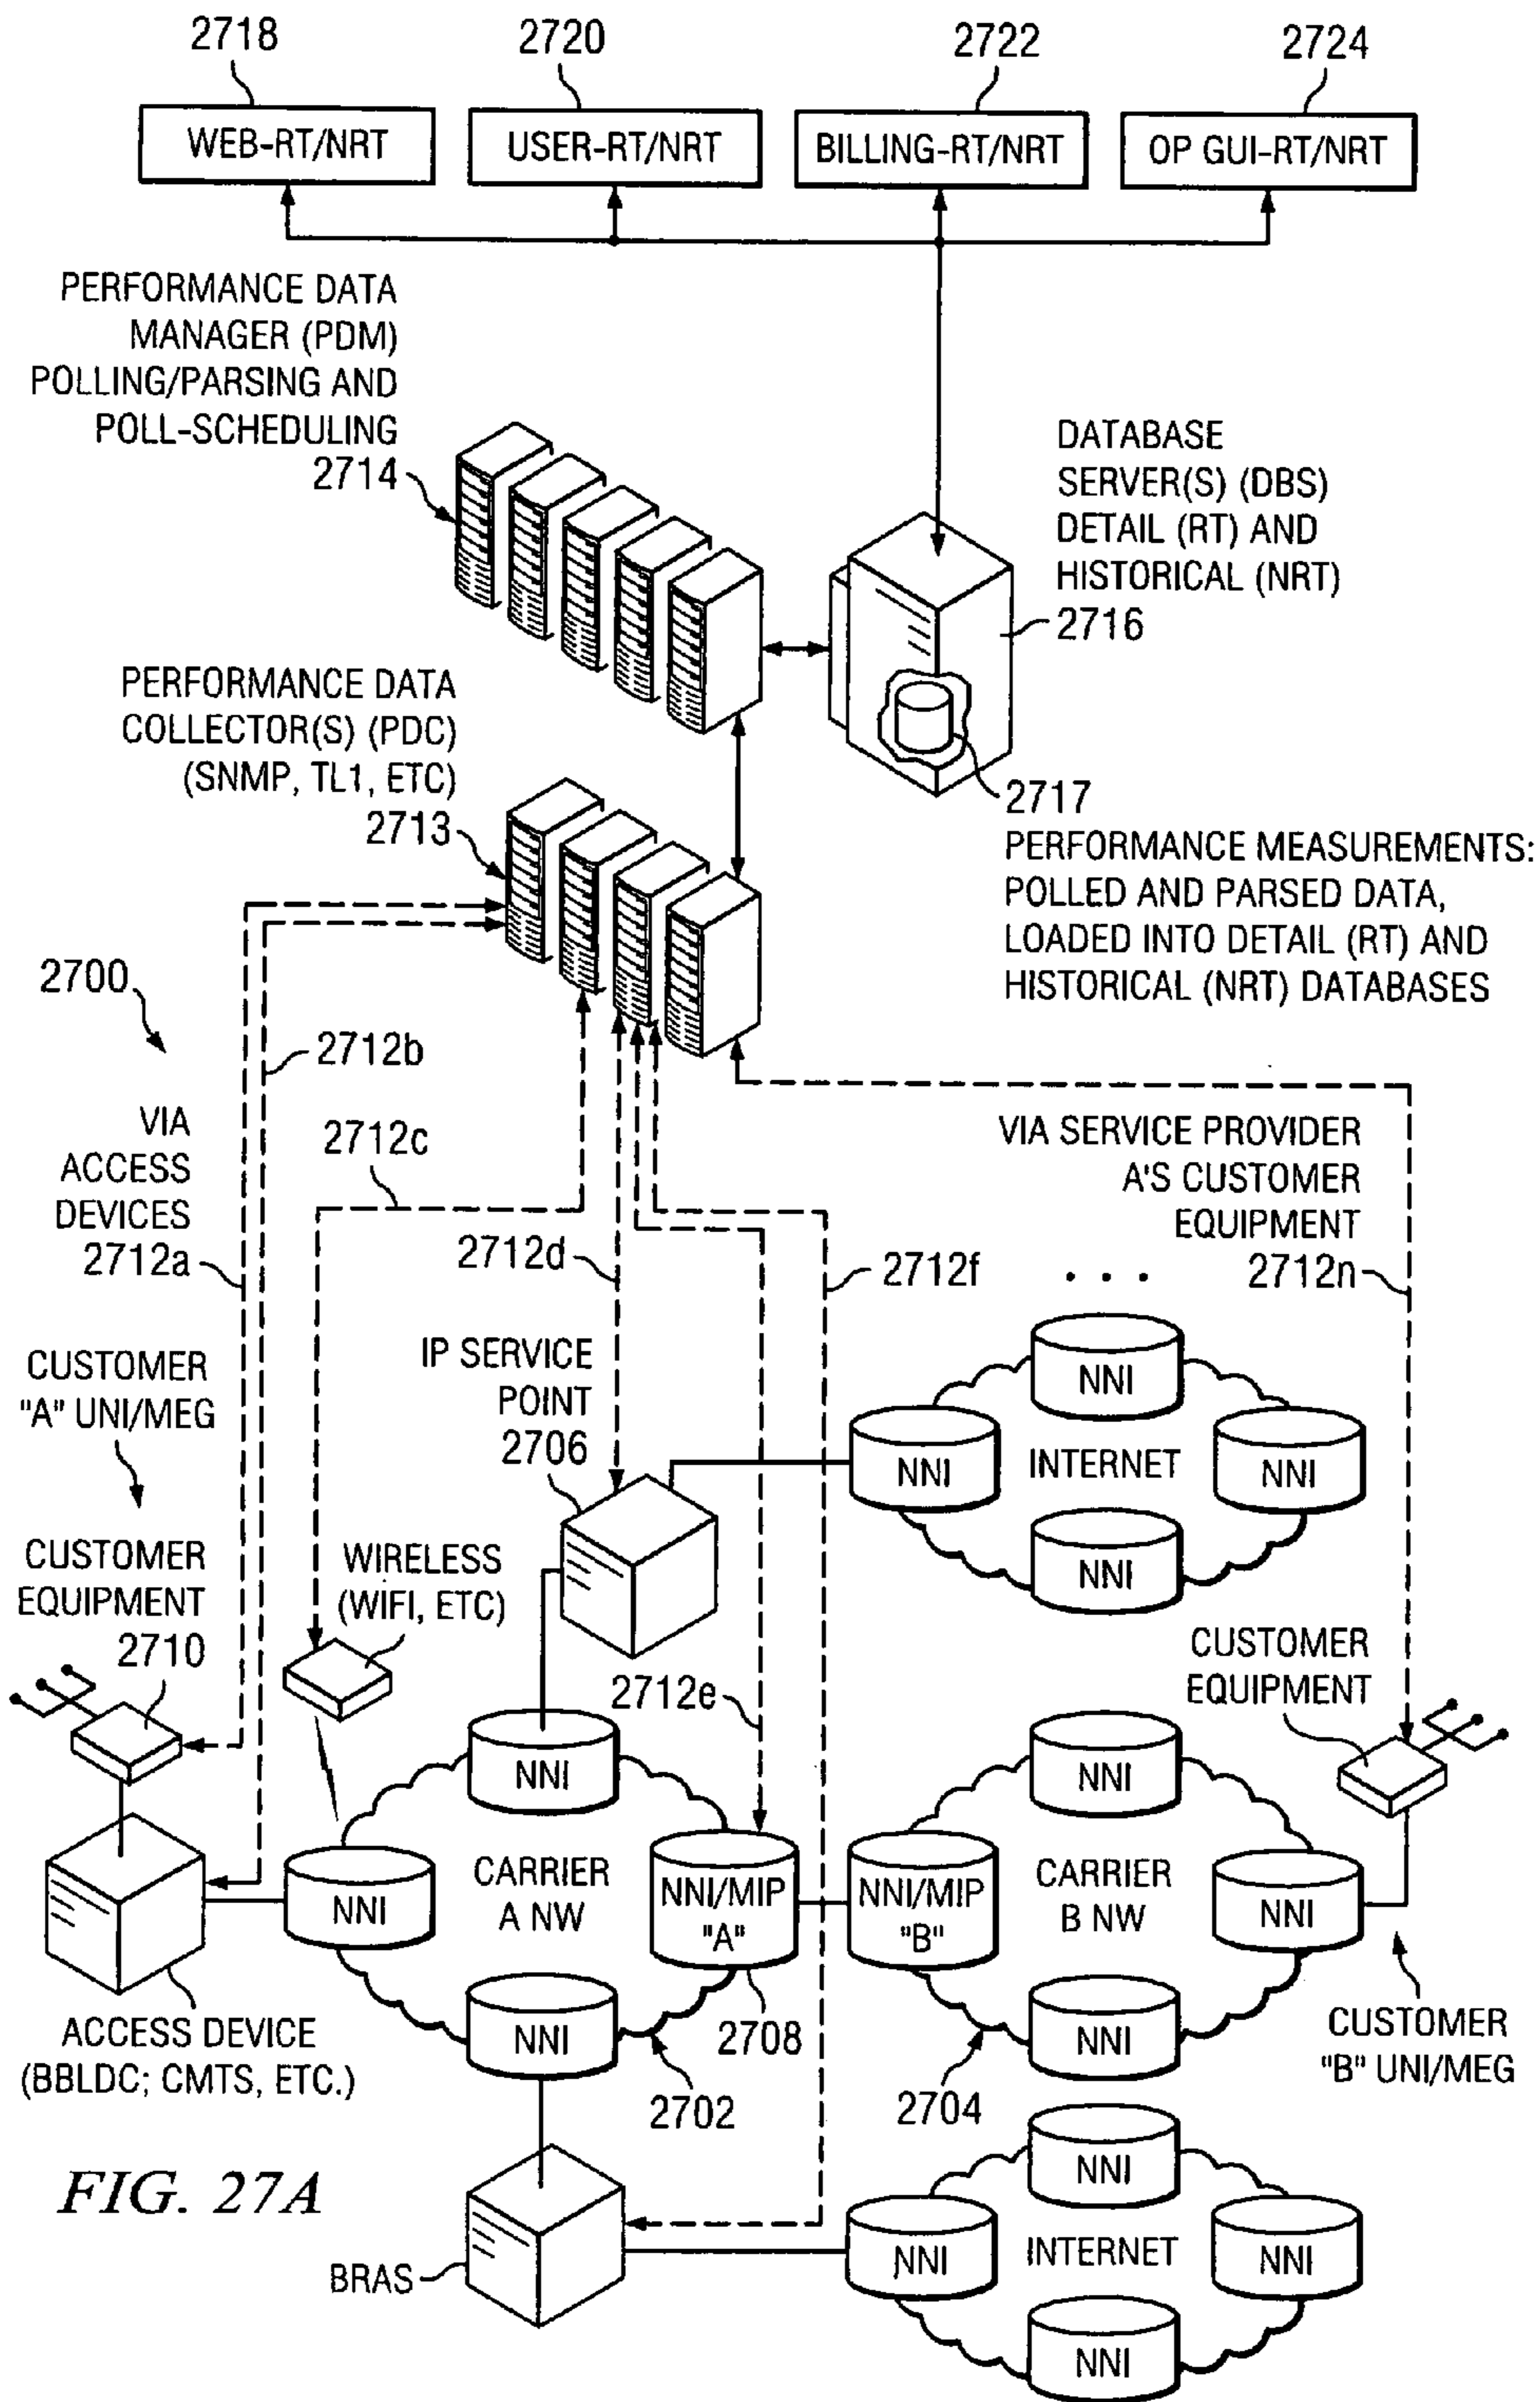 2718
2720
2722
2724
WEB-RT/NRT
USER-RT/NRT
BILLING-RT/NRT
OP GUI-RT/NRT
PERFORMANCE DATA
MANAGER (PDM)
POLLING/PARSING AND
POLL-SCHEDULING
2714
DATABASE
SERVER(S) (DBS)
DETAIL (RT) AND
HISTORICAL (NRT)
2716
PERFORMANCE DATA
COLLECTOR(S) (PDC)
(SNMP, TL1, ETC)
2713
2717
PERFORMANCE MEASUREMENTS:
POLLED AND PARSED DATA,
LOADED INTO DETAIL (RT) AND
HISTORICAL (NRT) DATABASES
2700
2712b
VIA
ACCESS
DEVICES
2712a
2712c
2712d
VIA SERVICE PROVIDER
A'S CUSTOMER
EQUIPMENT
2712n
2712f
. . .
CUSTOMER
"A" UNI/MEG
IP SERVICE
POINT
2706
NNI
NNI
INTERNET
NNI
NNI
CUSTOMER
EQUIPMENT
2710
WIRELESS
(WIFI, ETC)
2712e
CUSTOMER
EQUIPMENT
NNI
NNI
NNI
CARRIER
A NW
NNI/MIP
"A"
NNI/MIP
"B"
CARRIER
B NW
NNI
NNI
NNI
2708
ACCESS DEVICE
(BBLDC; CMTS, ETC.)
2702
2704
CUSTOMER
"B" UNI/MEG
NNI
NNI
INTERNET
NNI
NNI
BRAS
FIG. 27A